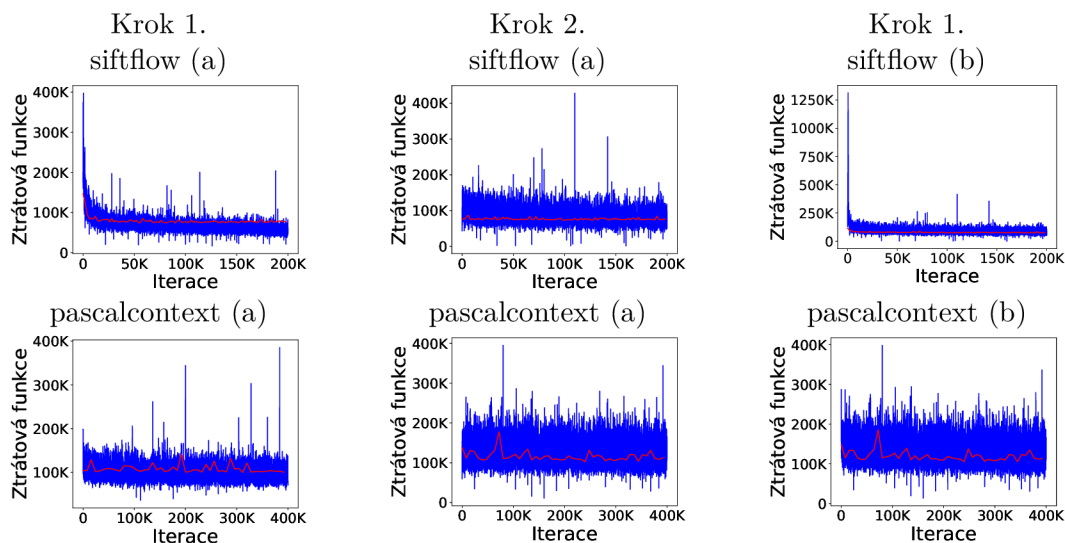 Krok 1.
siftflow (a)
Krok 2.
siftflow (a)
Krok 1.
siftflow (b)
Ztrátová funkce
400K
300K
200K
100K
0
0 50K 100K 150K 200K
Iterace
Ztrátová funkce
400K
300K
200K
100K
0
0 50K 100K 150K 200K
Iterace
Ztrátová funkce
1250K
1000K
750K
500K
250K
0
0 50K 100K 150K 200K
Iterace
pascalcontext (a)
pascalcontext (a)
pascalcontext (b)
Ztrátová funkce
400K
300K
200K
100K
0
0 100K 200K 300K 400K
Iterace
Ztrátová funkce
400K
300K
200K
100K
0
0 100K 200K 300K 400K
Iterace
Ztrátová funkce
400K
300K
200K
100K
0
0 100K 200K 300K 400K
Iterace